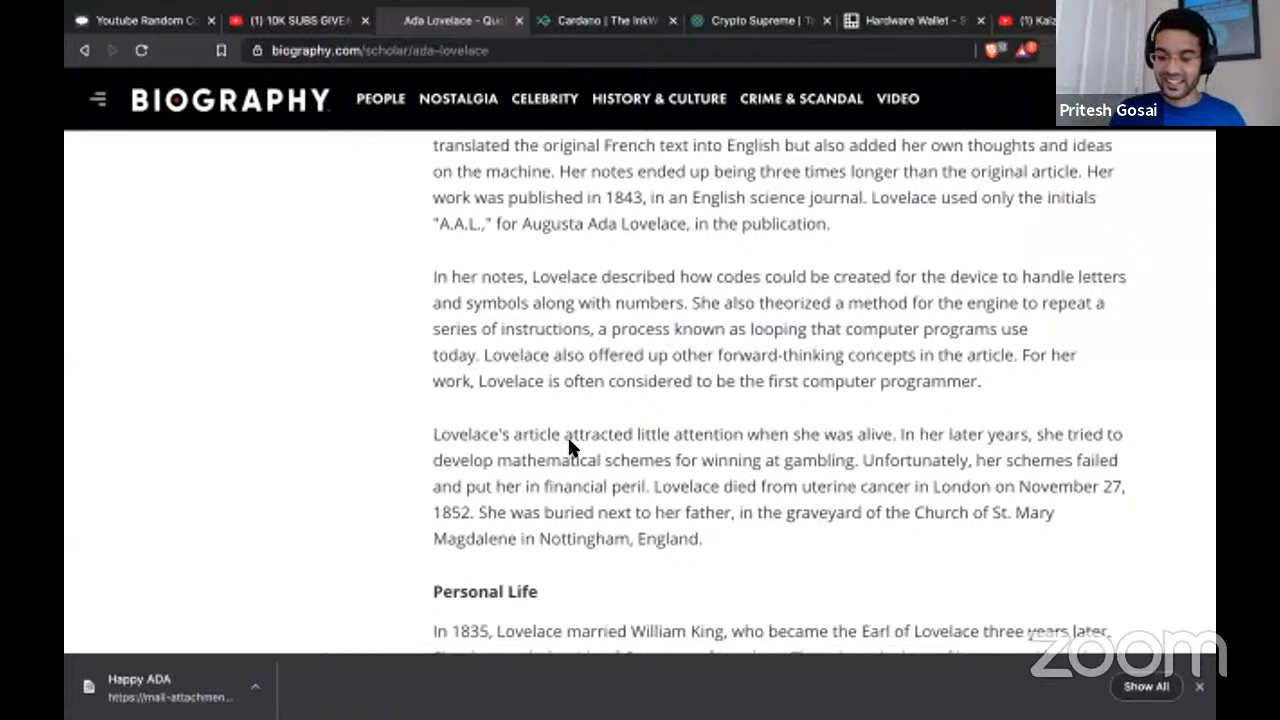 Youtube Random Co
(1) 10K SUBS GIVEA
Ada Lovelace - Quo
Cardano | The InkW
Crypto Supreme | T
Hardware Wallet - S
(1) Kaiz
biography.com/scholar/ada-lovelace
BIOGRAPHY PEOPLE NOSTALGIA CELEBRITY HISTORY & CULTURE CRIME & SCANDAL VIDEO
Pritesh Gosai
translated the original French text into English but also added her own thoughts and ideas
on the machine. Her notes ended up being three times longer than the original article. Her
work was published in 1843, in an English science journal. Lovelace used only the initials
"A.A.L.," for Augusta Ada Lovelace, in the publication.
In her notes, Lovelace described how codes could be created for the device to handle letters
and symbols along with numbers. She also theorized a method for the engine to repeat a
series of instructions, a process known as looping that computer programs use
today. Lovelace also offered up other forward-thinking concepts in the article. For her
work, Lovelace is often considered to be the first computer programmer.
Lovelace's article attracted little attention when she was alive. In her later years, she tried to
develop mathematical schemes for winning at gambling. Unfortunately, her schemes failed
and put her in financial peril. Lovelace died from uterine cancer in London on November 27,
1852. She was buried next to her father, in the graveyard of the Church of St. Mary
Magdalene in Nottingham, England.
Personal Life
In 1835, Lovelace married William King, who became the Earl of Lovelace three years later.
zoom
Happy ADA
https://mail-attachmen...
Show All